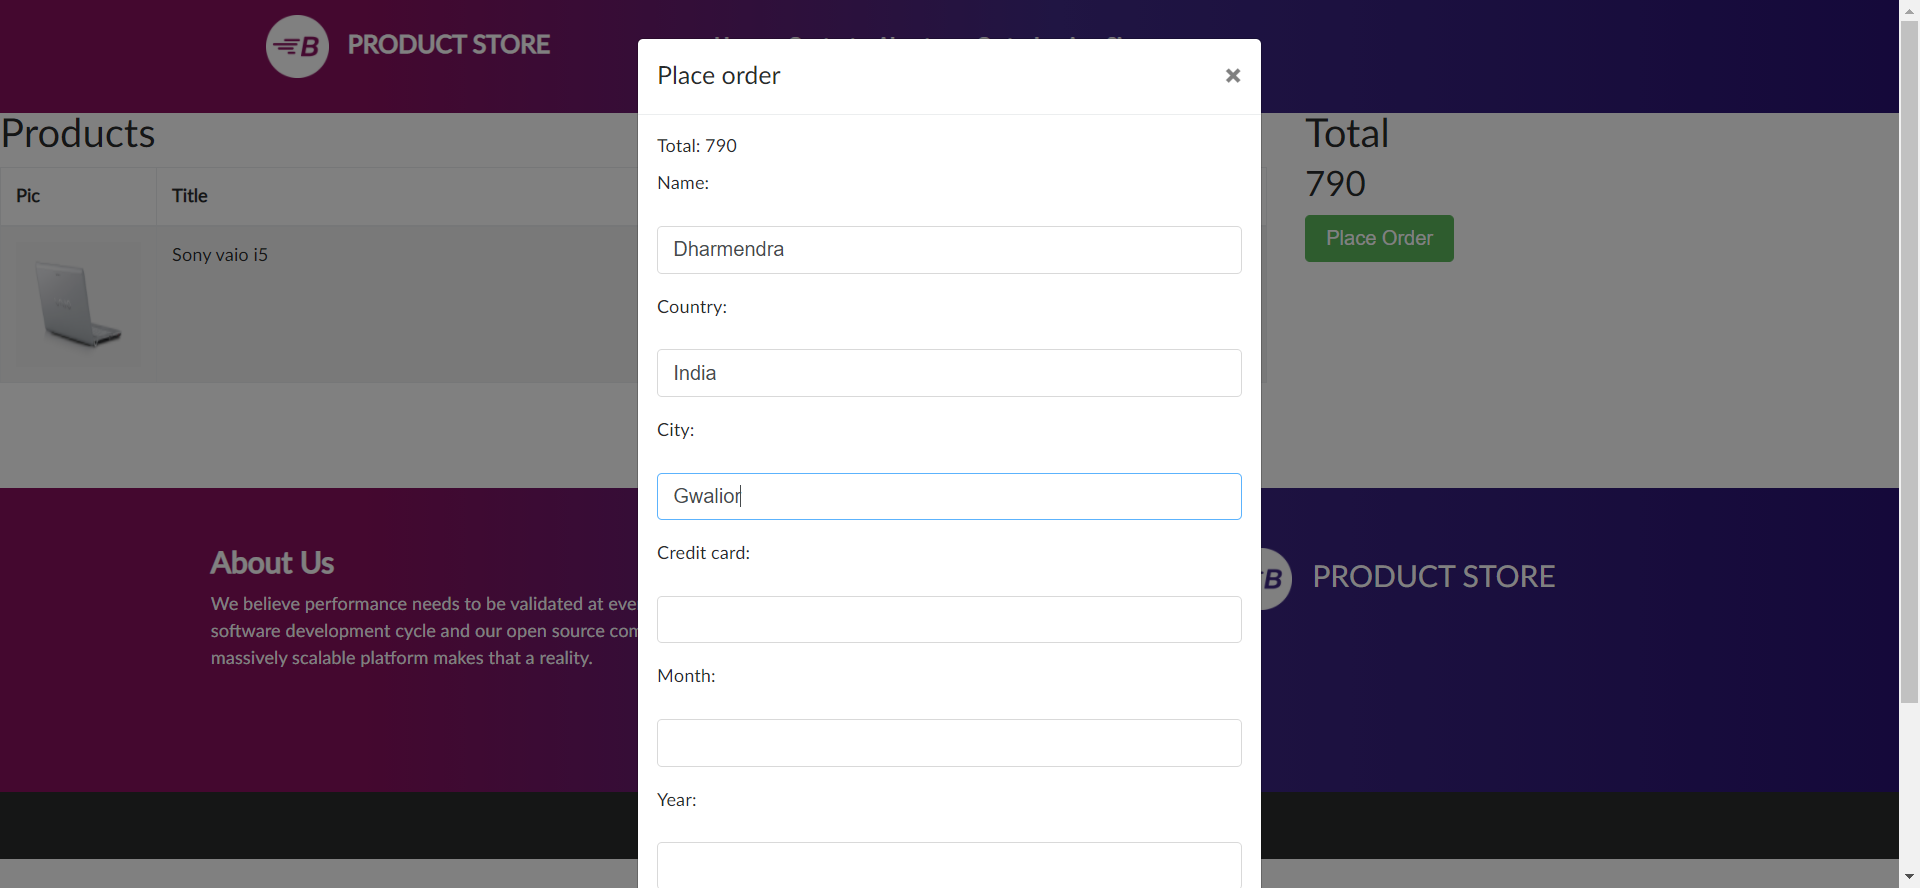 B PRODUCT STORE
Place order
×
Total: 790
Name:
Dharmendra
Country:
India
City:
Gwalior
Credit card:
Month:
Year:
Products
Pic Title
Sony vaio i5
Total
790
Place Order
About Us
We believe performance needs to be validated at eve
software development cycle and our open source com
massively scalable platform makes that a reality.
B PRODUCT STORE